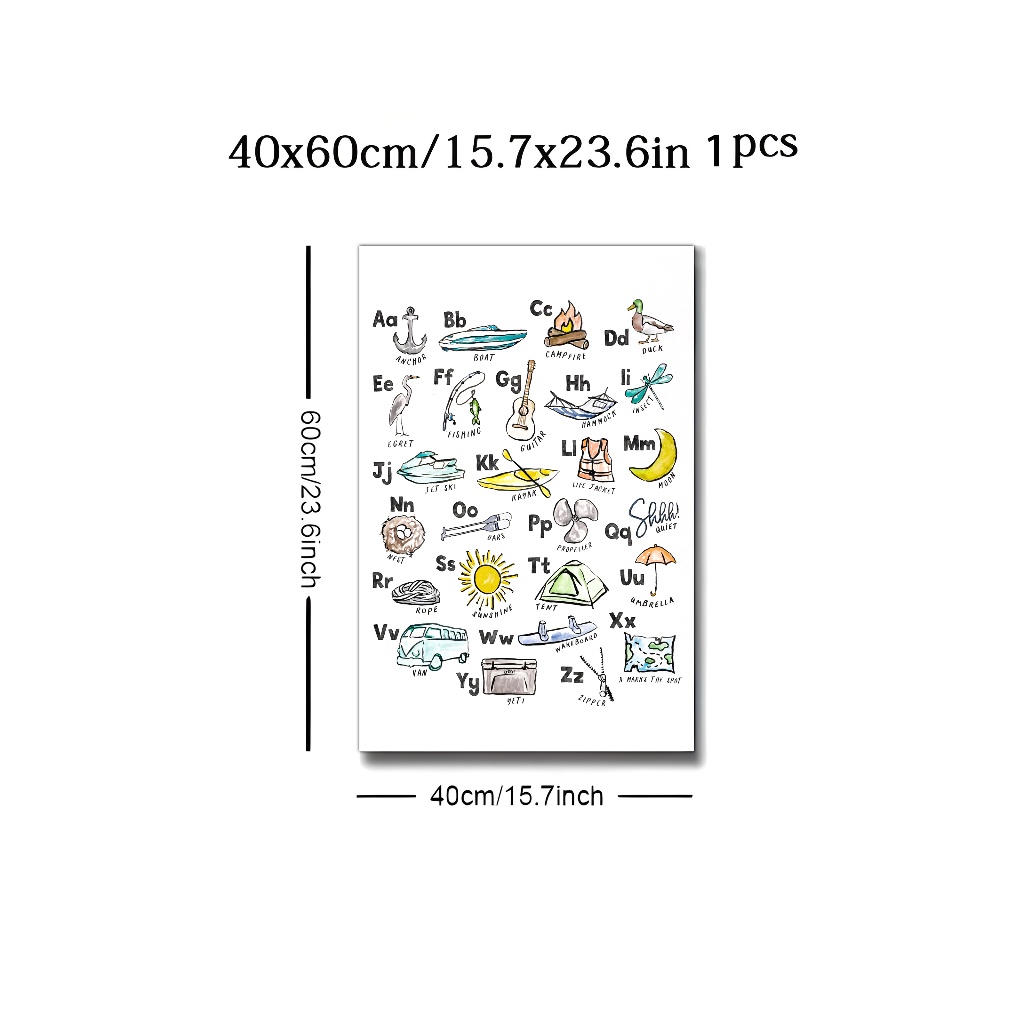 40x60cm/15.7x23.6in 1pcs
60cm/23.6inch
Aa
ANCHOR
Bb
BOAT
Cc
CAMPFIRE
Dd
DUCK
Ee
EGRET
Ff
FISHING
Gg
GUITAR
Hh
HAMMOCK
Ii
INSECT
Jj
JET SKI
Kk
KAYAK
Ll
LIFE JACKET
Mm
MOON
Nn
NEST
Oo
OARS
Pp
PROPELLER
Qq
Shhh!
QUIET
Rr
ROPE
Ss
SUNSHINE
Tt
TENT
Uu
UMBRELLA
Vv
VAN
Ww
WAKEBOARD
Xx
X MARKS THE SPOT
Yy
YETI
Zz
ZIPPER
40cm/15.7inch